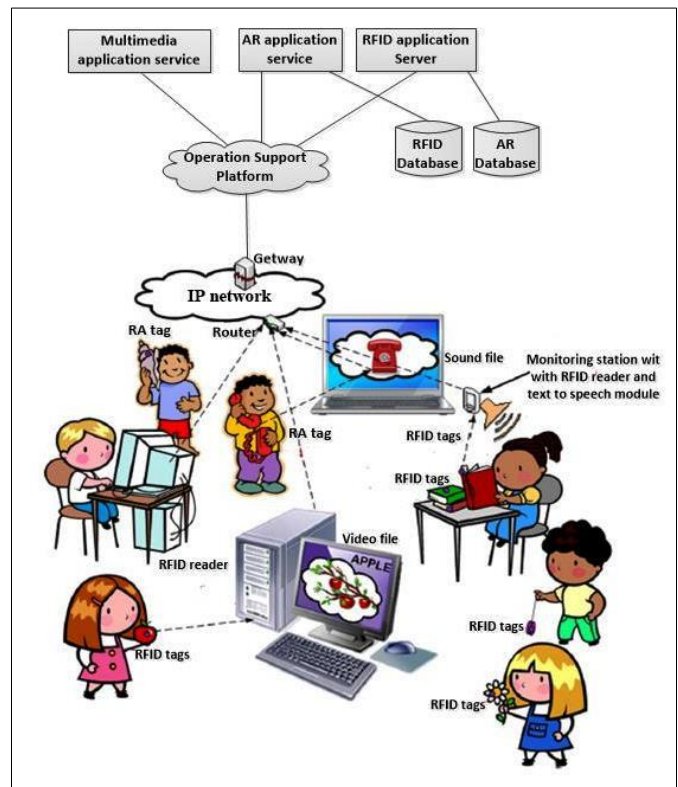 Multimedia
application service
AR application
service
RFID application
Server
RFID
Database
AR
Database
Operation Support
Platform
Getway
IP network
RA tag
Router
Sound file
Monitoring station wit
with RFID reader and
text to speech module
RA tag
RFID tags
RFID tags
Video file
APPLE
RFID reader
RFID tags
RFID tags
RFID tags